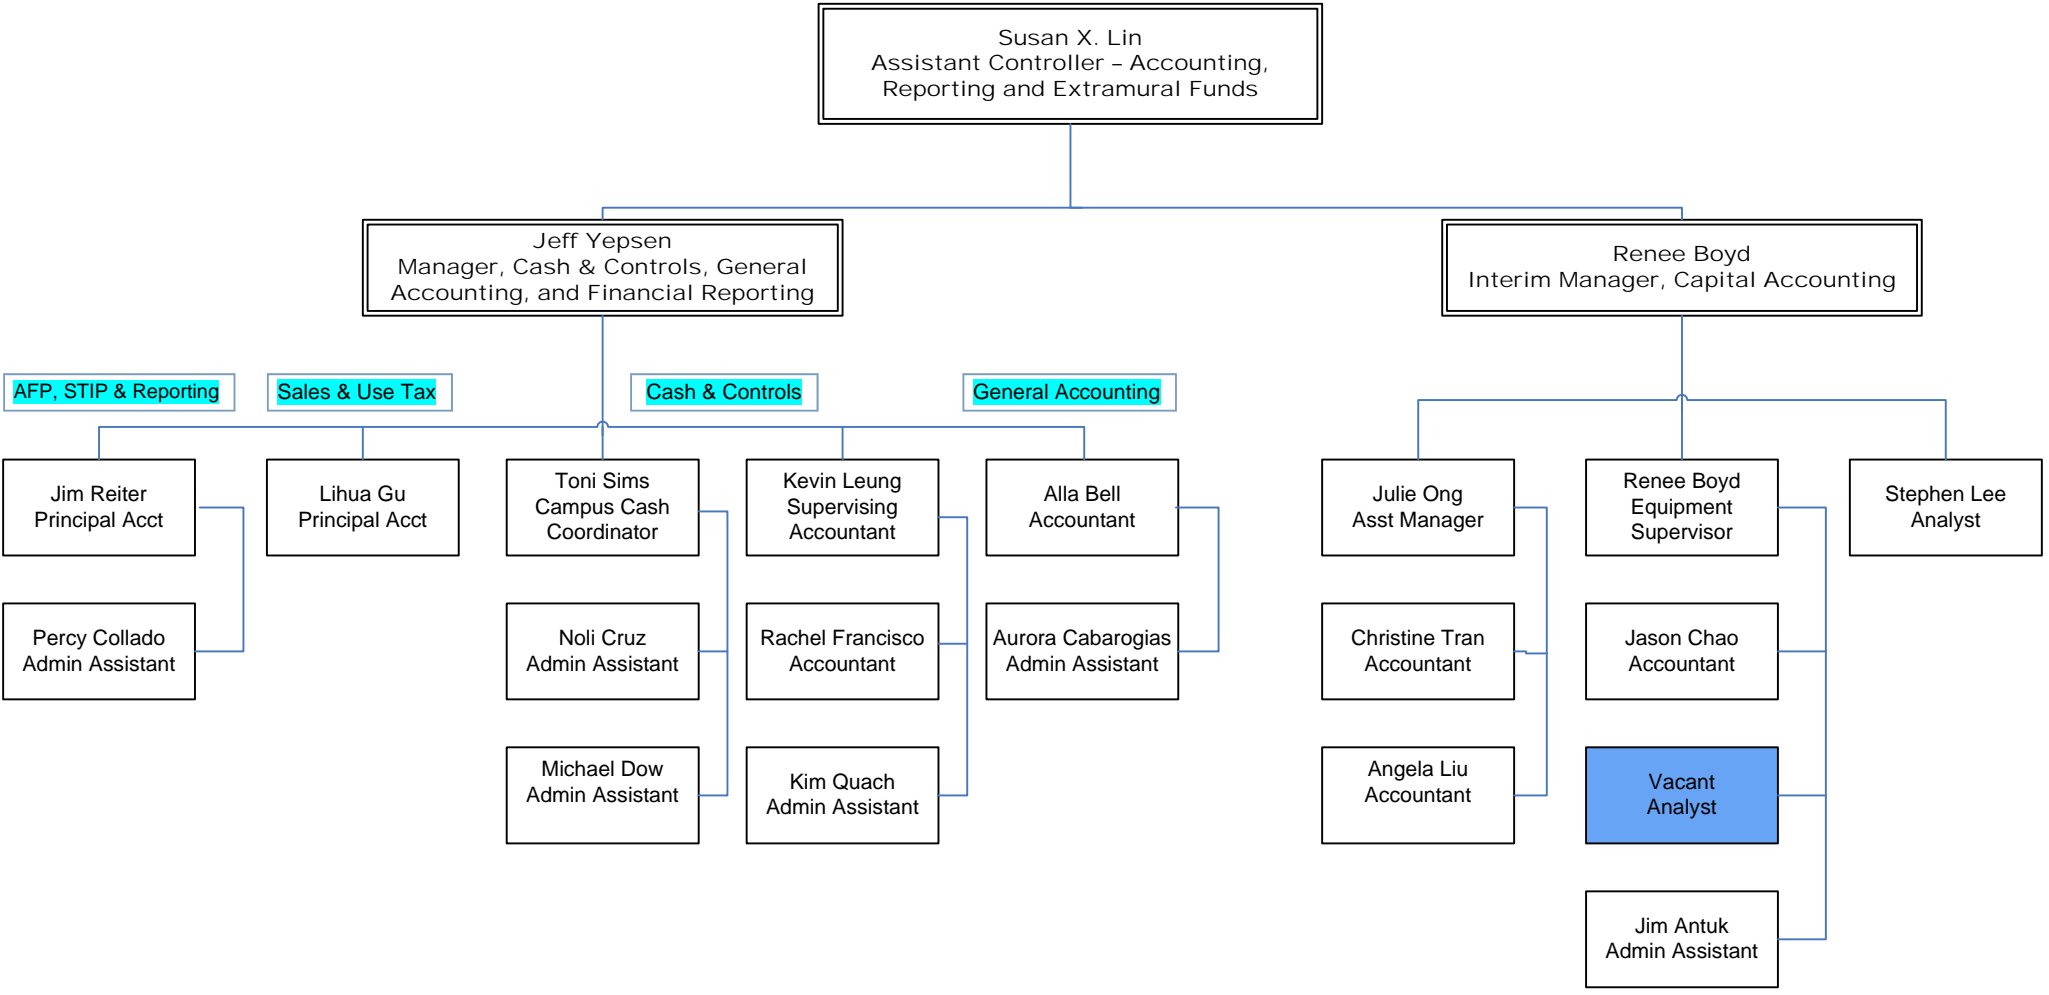 Susan X. Lin
Assistant Controller – Accounting,
Reporting and Extramural Funds
Jeff Yepsen
Manager, Cash & Controls, General
Accounting, and Financial Reporting
Renee Boyd
Interim Manager, Capital Accounting
AFP, STIP & Reporting
Sales & Use Tax
Cash & Controls
General Accounting
Jim Reiter
Principal Acct
Lihua Gu
Principal Acct
Toni Sims
Campus Cash
Coordinator
Kevin Leung
Supervising
Accountant
Alla Bell
Accountant
Julie Ong
Asst Manager
Renee Boyd
Equipment
Supervisor
Stephen Lee
Analyst
Percy Collado
Admin Assistant
Noli Cruz
Admin Assistant
Rachel Francisco
Accountant
Aurora Cabarogias
Admin Assistant
Christine Tran
Accountant
Jason Chao
Accountant
Michael Dow
Admin Assistant
Kim Quach
Admin Assistant
Angela Liu
Accountant
Vacant
Analyst
Jim Antuk
Admin Assistant